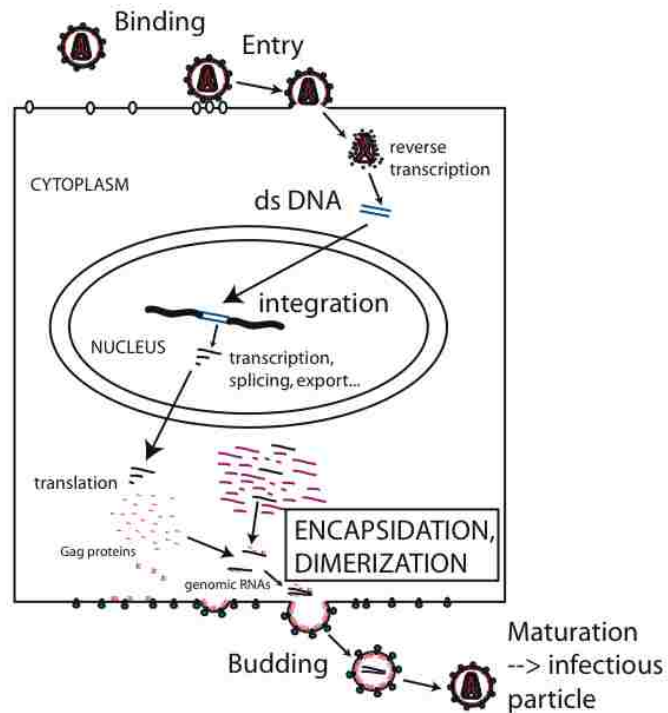 Binding
Entry
reverse
transcription
CYTOPLASM
ds DNA
integration
NUCLEUS
transcription,
splicing, export...
translation
ENCAPSIDATION,
DIMERIZATION
Gag proteins
genomic RNAs
Budding
Maturation
--> infectious
particle